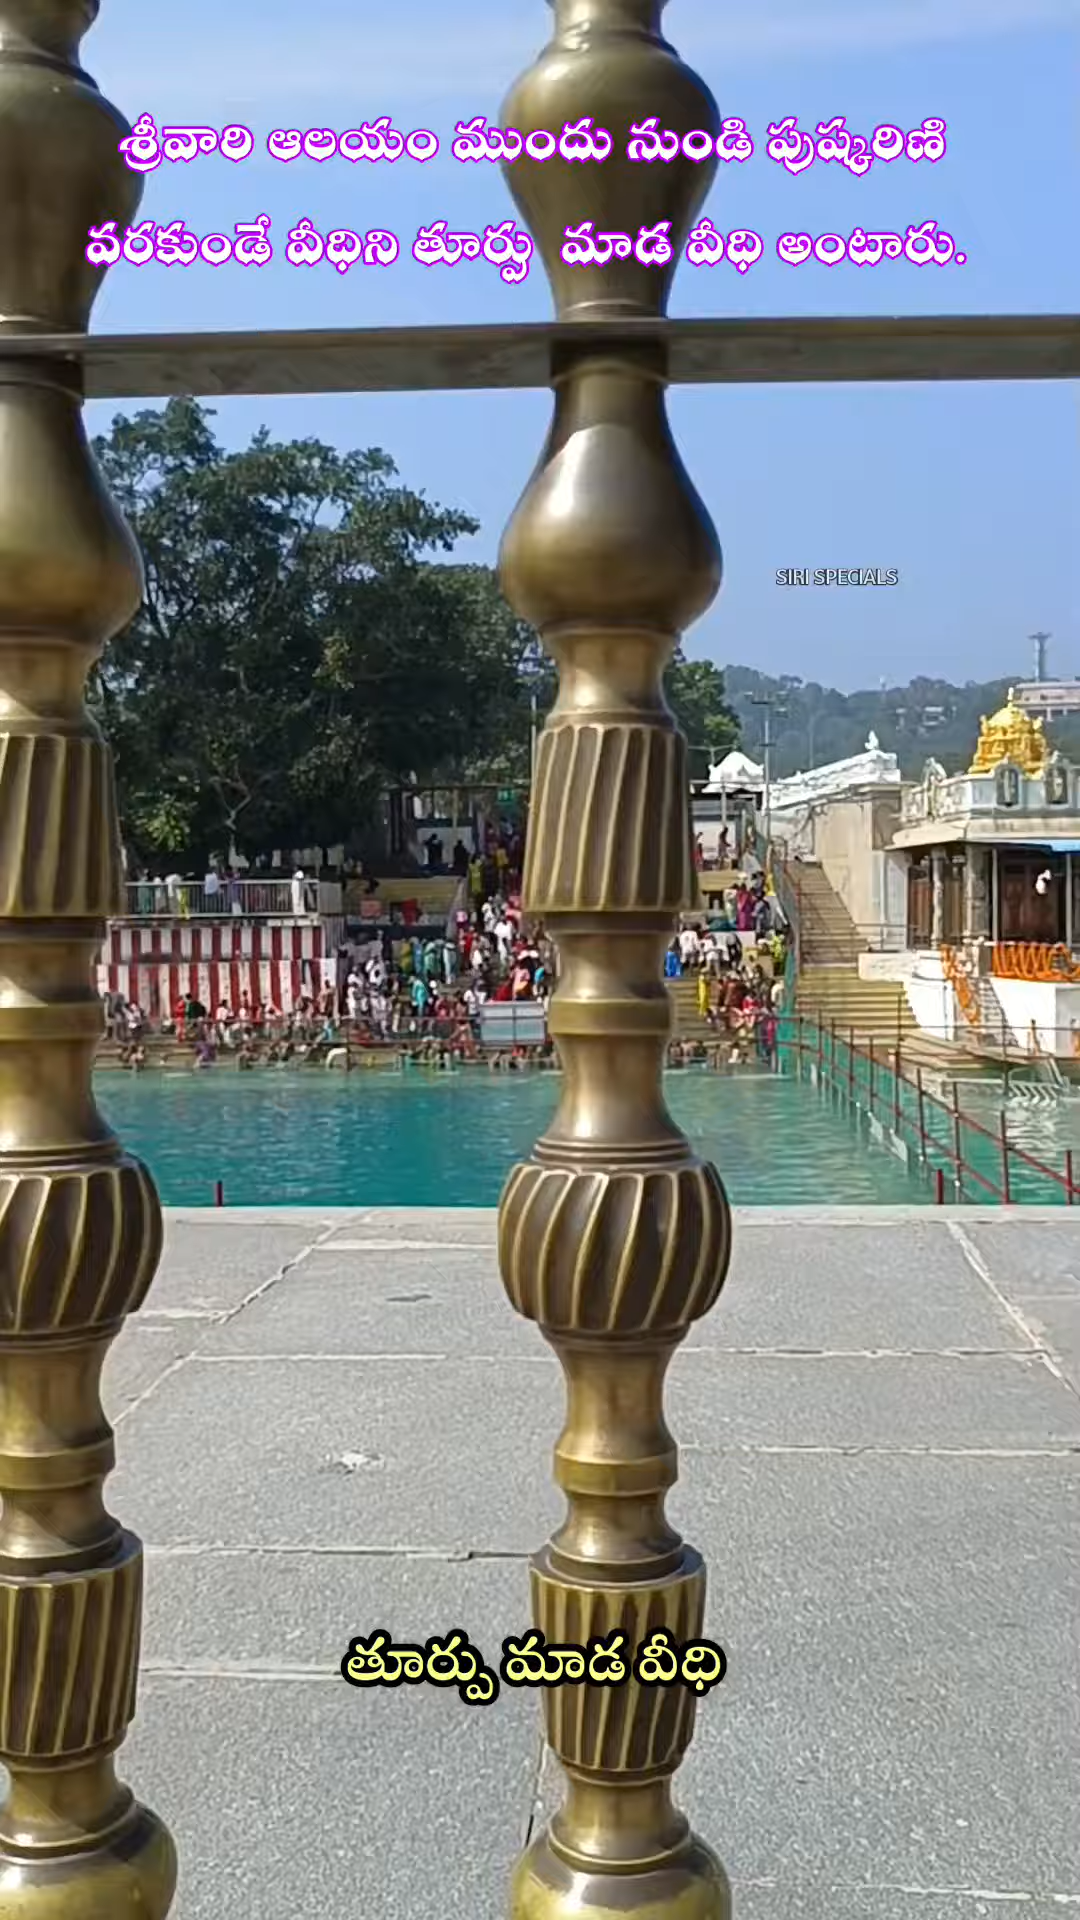 శ్రీవారి ఆలయం ముందు నుండి పుష్కరిణి
వరకుండే వీధిని తూర్పు మాడ వీధి అంటారు.
SIRI SPECIALS
తూర్పు మాడ వీధి